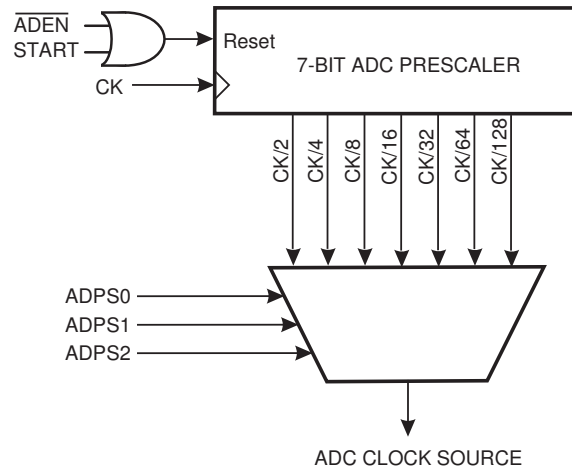 ADEN
START
Reset
7-BIT ADC PRESCALER
CK
CK/2
CK/4
CK/8
CK/16
CK/32
CK/64
CK/128
ADPS0
ADPS1
ADPS2
ADC CLOCK SOURCE